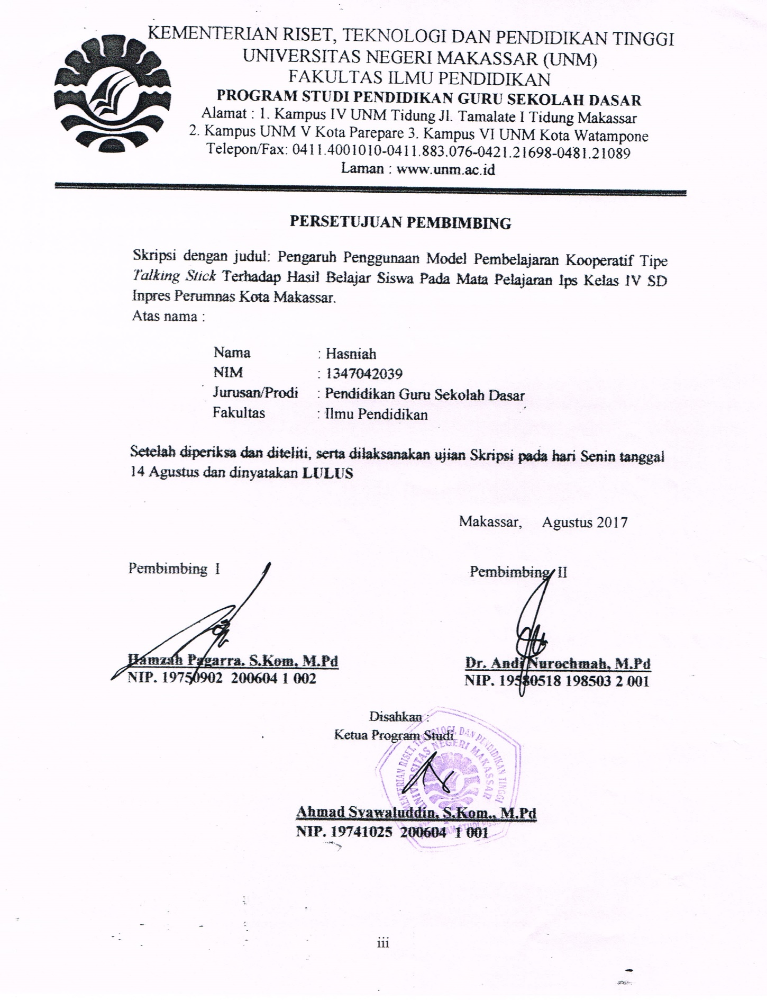 KEMENTERIAN RISET, TEKNOLOGI DAN PENDIDIKAN TINGGI
UNIVERSITAS NEGERI MAKASSAR (UNM)
FAKULTAS ILMU PENDIDIKAN
PROGRAM STUDI PENDIDIKAN GURU SEKOLAH DASAR
Alamat : 1. Kampus IV UNM Tidung Jl. Tamalate I Tidung Makassar
2. Kampus UNM V Kota Parepare 3. Kampus VI UNM Kota Watampone
Telepon/Fax: 0411.4001010-0411.883.076-0421.21698-0481.21089
Laman : www.unm.ac.id
PERSETUJUAN PEMBIMBING
Skripsi dengan judul: Pengaruh Penggunaan Model Pembelajaran Kooperatif Tipe
Talking Stick Terhadap Hasil Belajar Siswa Pada Mata Pelajaran Ips Kelas IV SD
Inpres Perumnas Kota Makassar.
Atas nama :
Nama : Hasniah
NIM : 1347042039
Jurusan/Prodi : Pendidikan Guru Sekolah Dasar
Fakultas : Ilmu Pendidikan
Setelah diperiksa dan diteliti, serta dilaksanakan ujian Skripsi pada hari Senin tanggal
14 Agustus dan dinyatakan LULUS
Makassar, Agustus 2017
Pembimbing I
Pembimbing II
Hamzah Pagarra, S.Kom, M.Pd
NIP. 19750902 200604 1 002
Dr. Andi Nurochmah, M.Pd
NIP. 19580518 198503 2 001
Disahkan :
Ketua Program Studi
RISET, TEKNOLOGI, DAN PENDIDIKAN TINGGI
UNIVERSITAS NEGERI MAKASSAR
Ahmad Syawaluddin, S.Kom., M.Pd
NIP. 19741025 200604 1 001
iii